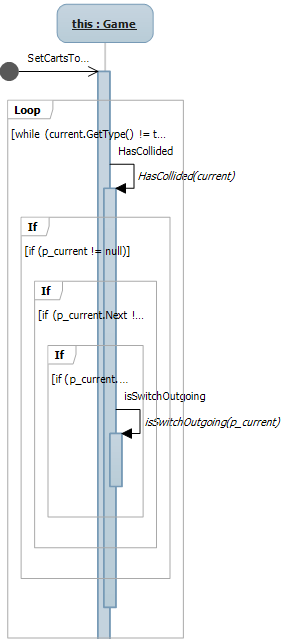 this : Game
SetCartsTo...
Loop
[while (current.GetType() != t...
HasCollided
HasCollided(current)
If
[if (p_current != null)]
If
[if (p_current.Next !...
If
[if (p_current. ...
isSwitchOutgoing
isSwitchOutgoing(p_current)